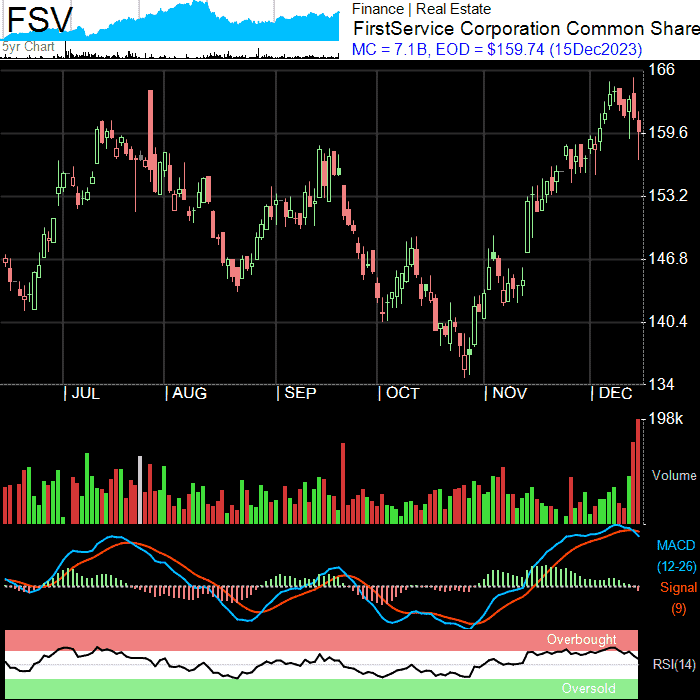 FSV
5yr Chart
Finance | Real Estate
FirstService Corporation Common Share
MC = 7.1B, EOD = $159.74 (15Dec2023)
166
159.6
153.2
146.8
140.4
134
| JUL | AUG | SEP | OCT | NOV | DEC
198k
Volume
MACD
(12-26)
Signal
(9)
Overbought
RSI(14)
Oversold